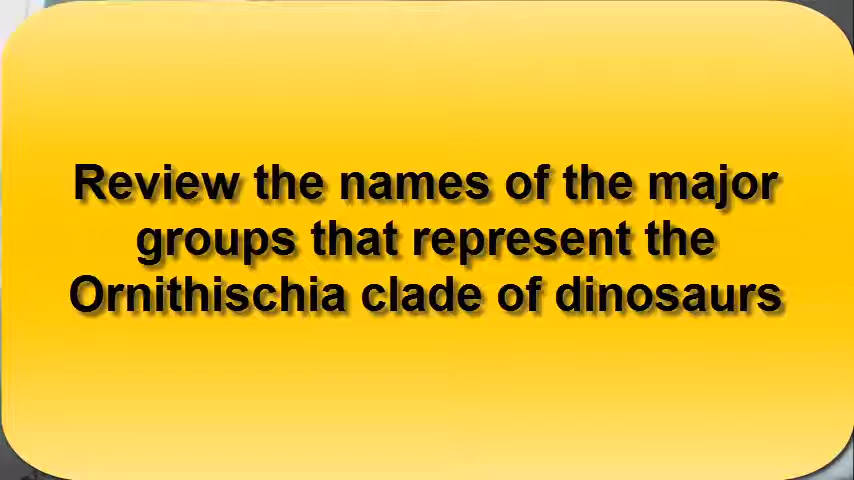 Review the names of the major
groups that represent the
Ornithischia clade of dinosaurs